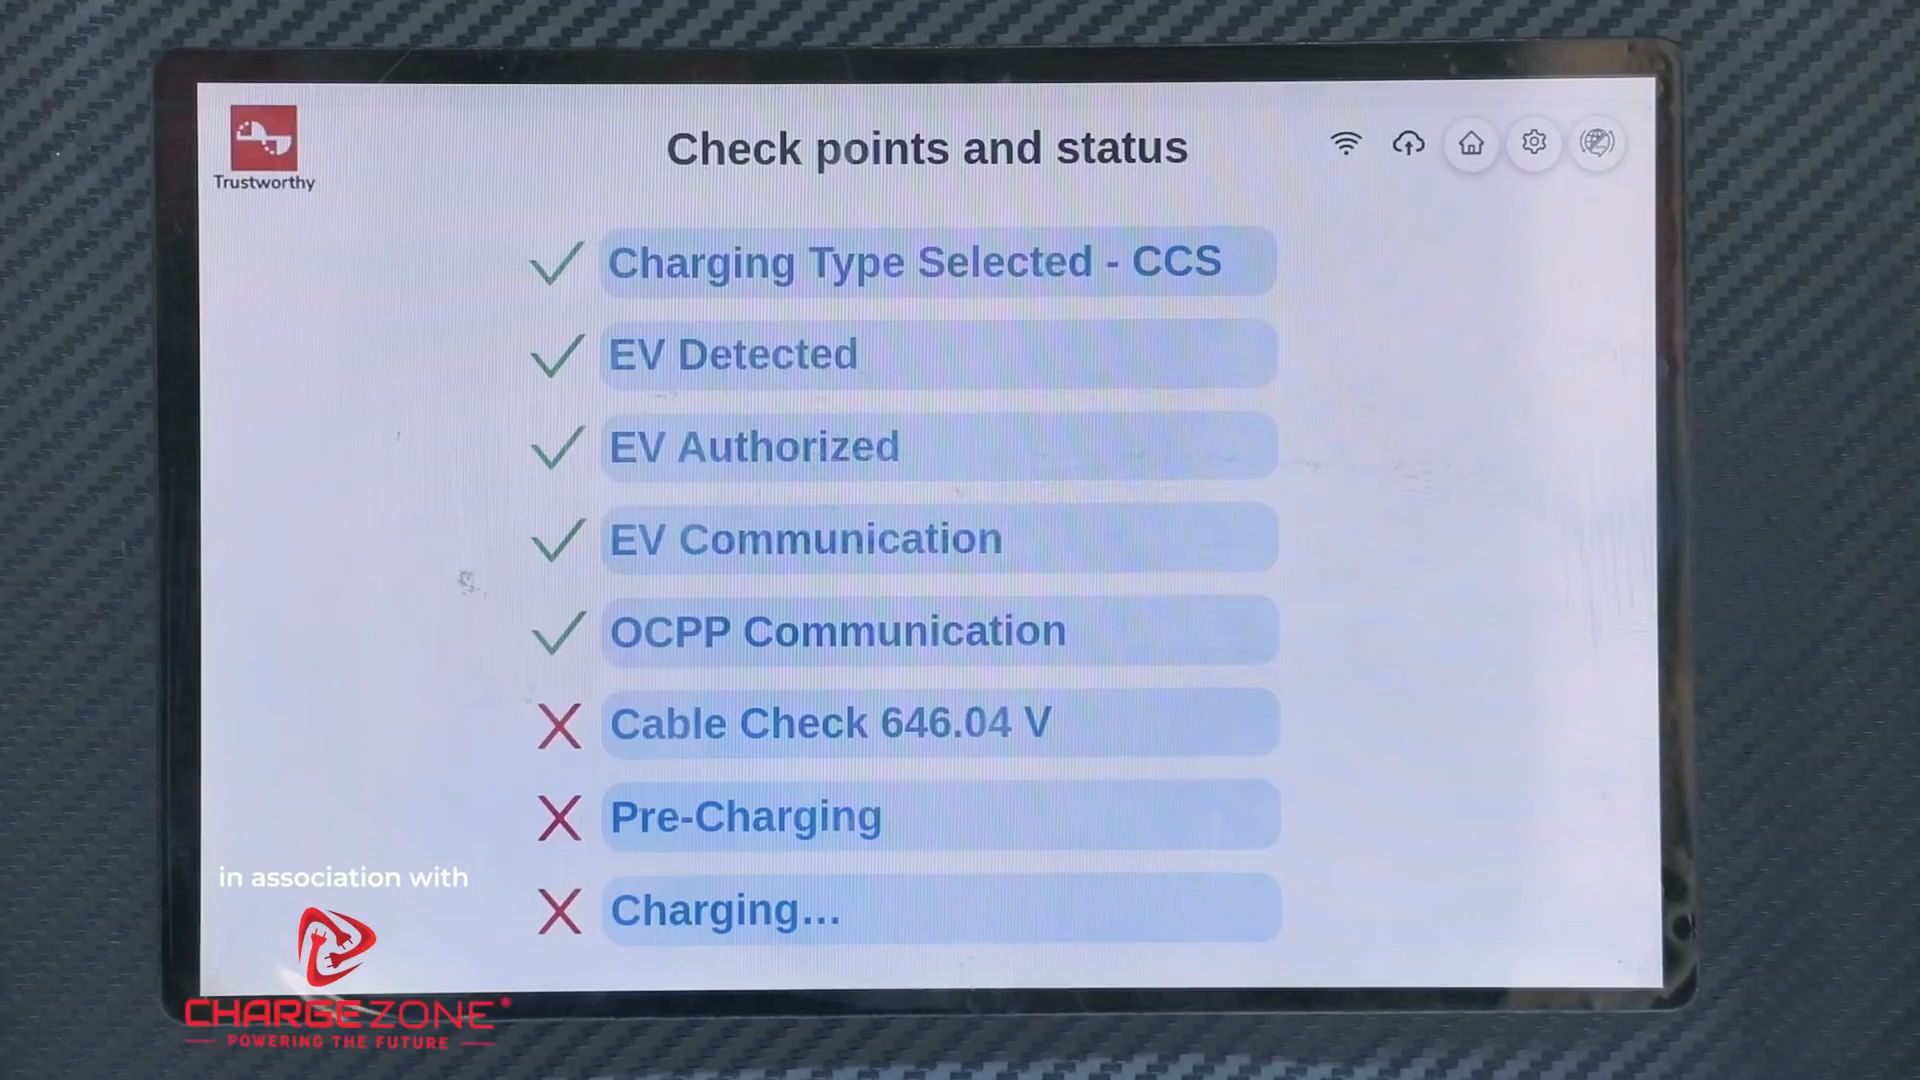 Trustworthy
Check points and status
Charging Type Selected - CCS
EV Detected
EV Authorized
EV Communication
OCPP Communication
Cable Check 646.04 V
Pre-Charging
Charging...
in association with
CHARGEZONE
POWERING THE FUTURE